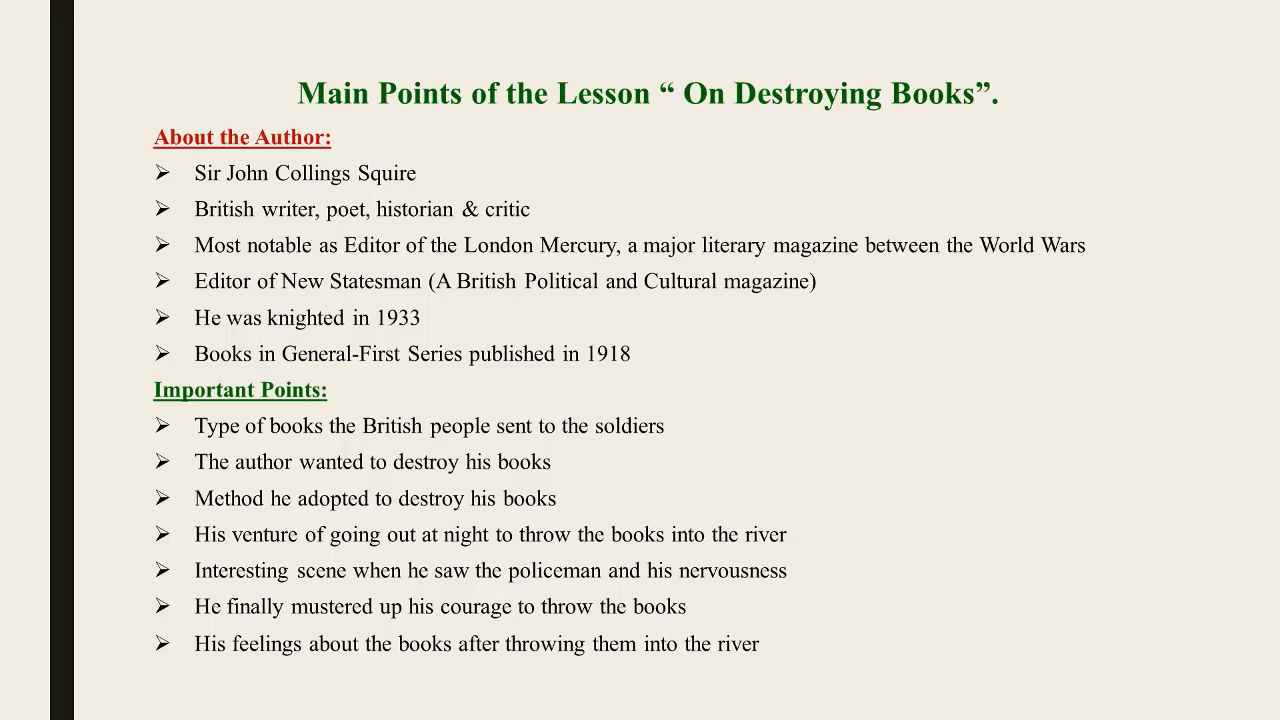 Main Points of the Lesson “ On Destroying Books”.
About the Author:
➢ Sir John Collings Squire
➢ British writer, poet, historian & critic
➢ Most notable as Editor of the London Mercury, a major literary magazine between the World Wars
➢ Editor of New Statesman (A British Political and Cultural magazine)
➢ He was knighted in 1933
➢ Books in General-First Series published in 1918
Important Points:
➢ Type of books the British people sent to the soldiers
➢ The author wanted to destroy his books
➢ Method he adopted to destroy his books
➢ His venture of going out at night to throw the books into the river
➢ Interesting scene when he saw the policeman and his nervousness
➢ He finally mustered up his courage to throw the books
➢ His feelings about the books after throwing them into the river